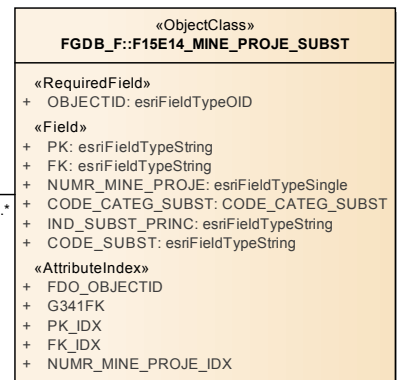 «ObjectClass»
FGDB_F::F15E14_MINE_PROJE_SUBST
«RequiredField»
+ OBJECTID: esriFieldTypeOID
«Field»
+ PK: esriFieldTypeString
+ FK: esriFieldTypeString
+ NUMR_MINE_PROJE: esriFieldTypeSingle
+ CODE_CATEG_SUBST: CODE_CATEG_SUBST
.*
+ IND_SUBST_PRINC: esriFieldTypeString
+ CODE_SUBST: esriFieldTypeString
«AttributeIndex»
+ FDO_OBJECTID
+ G341FK
+ PK_IDX
+ FK_IDX
+ NUMR_MINE_PROJE_IDX